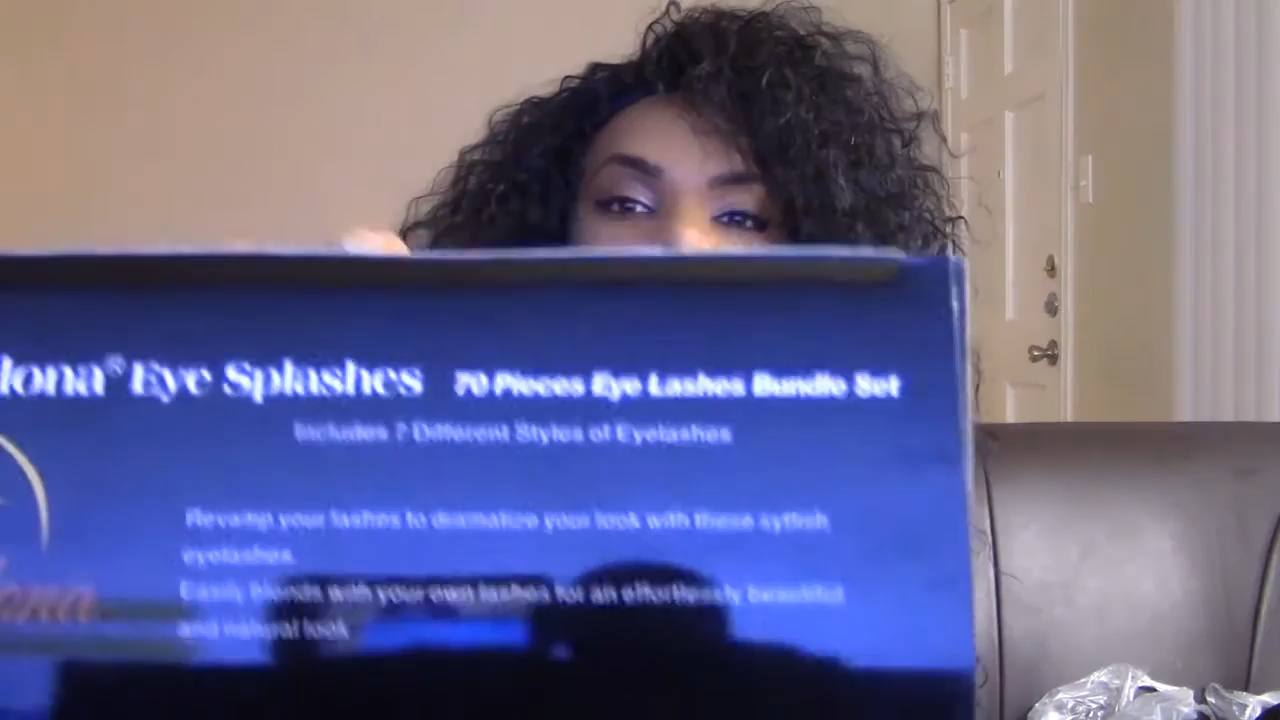 lona® Eye Splashes 70 Pieces Eye Lashes Bundle Set
Includes 7 Different Styles of Eyelashes
Revamp your lashes to dramatize your look with these sytlish
eyelashes.
Easily blends with your own lashes for an effortlessly beautiful
and natural look
ona